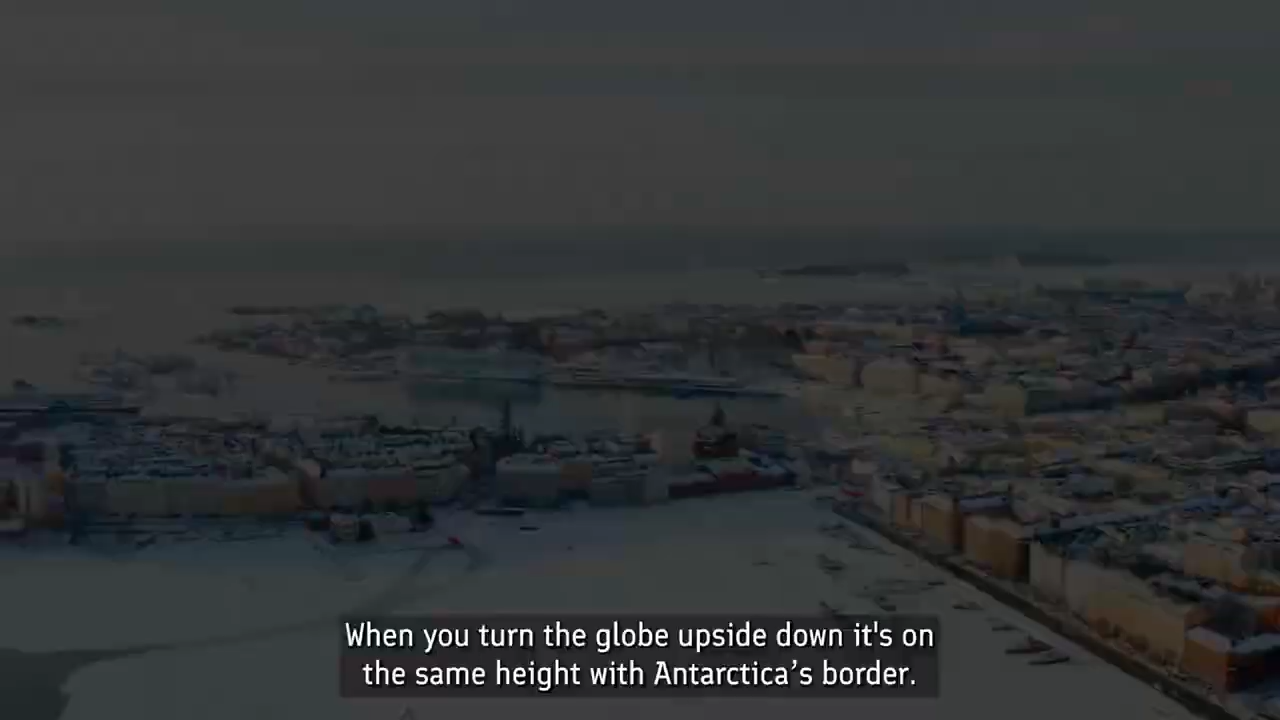 When you turn the globe upside down it's on
the same height with Antarctica’s border.